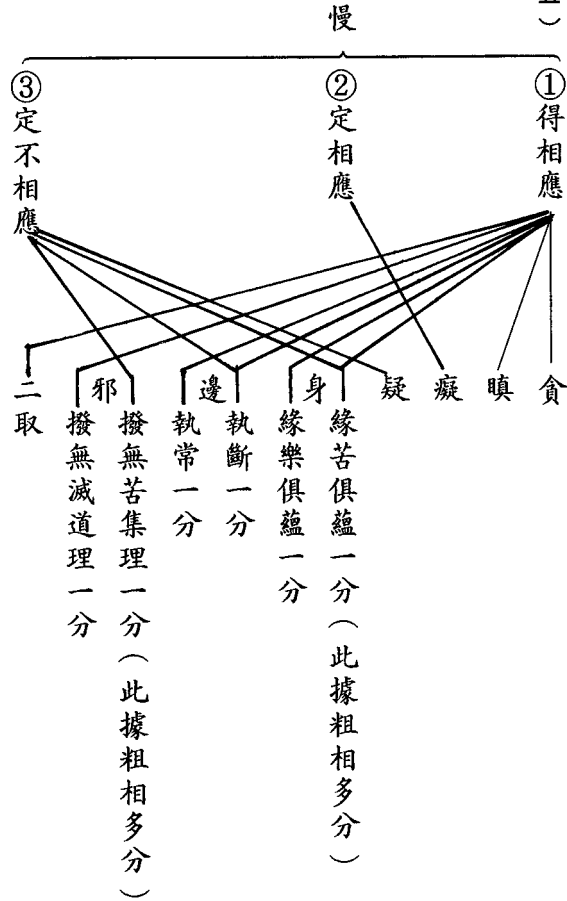 五）
慢
①得相應
②定相應
③定不相應
貪
瞋
癡
疑
身
緣苦俱蘊一分（此據粗相多分）
緣樂俱蘊一分
邊
執斷一分
執常一分
邪
撥無苦集理一分（此據粗相多分）
撥無滅道理一分
二取